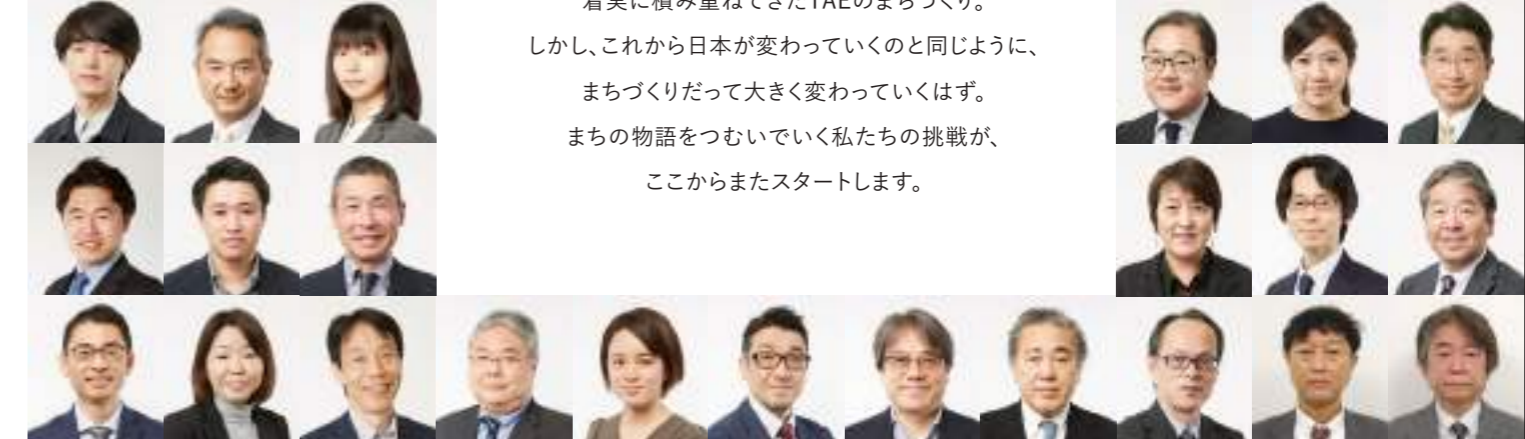 着実に積み重ねてきたTAEのまちづくり。
しかし、これから日本が変わっていくのと同じように、
まちづくりだって大きく変わっていくはず。
まちの物語をつむいでいく私たちの挑戦が、
ここからまたスタートします。